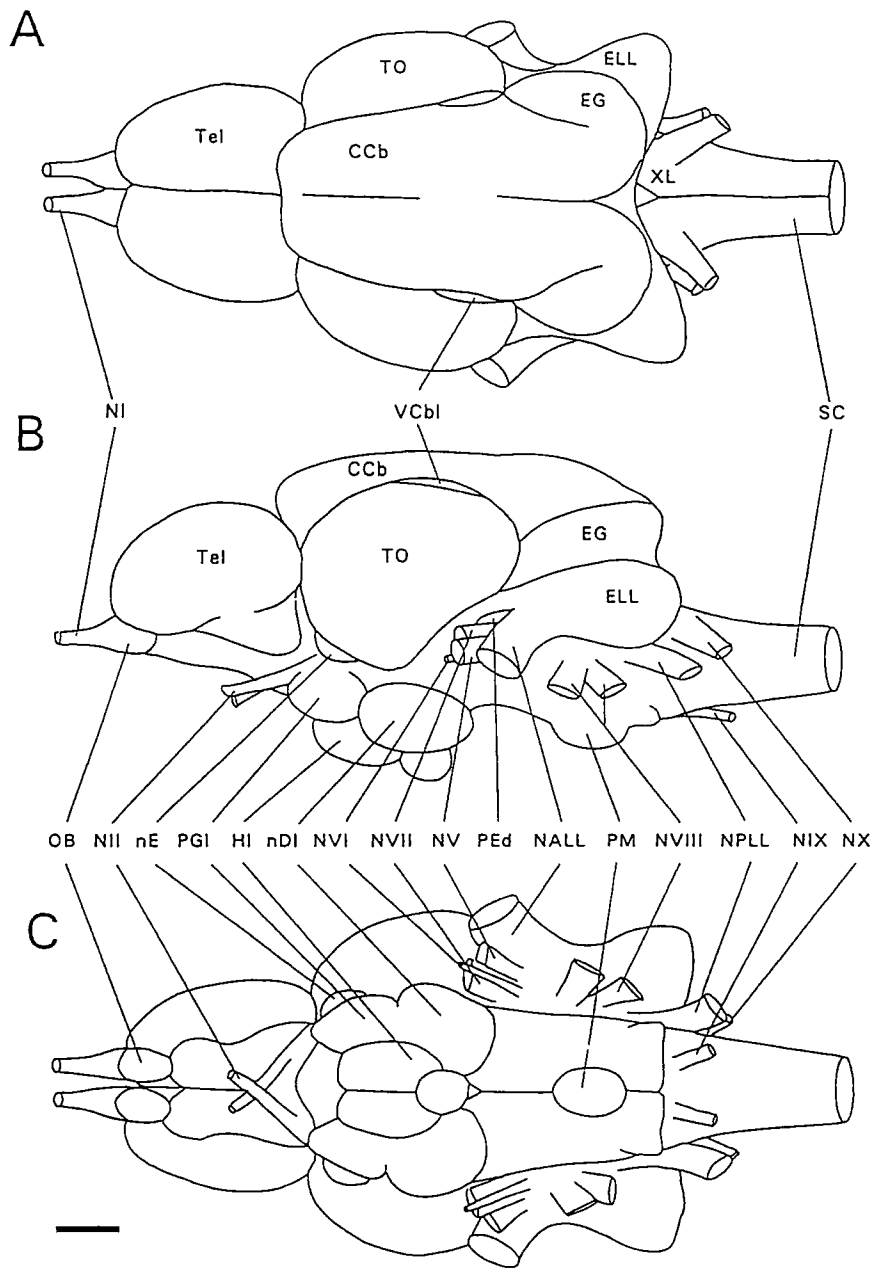 A
TO
ELL
EG
Tel
CCb
XL
NI
VCbl
SC
B
CCb
Tel
TO
EG
ELL
OB NII nE PGl HI nDl NVI NVII NV PEd NALL PM NVIII NPLL NIX NX
C